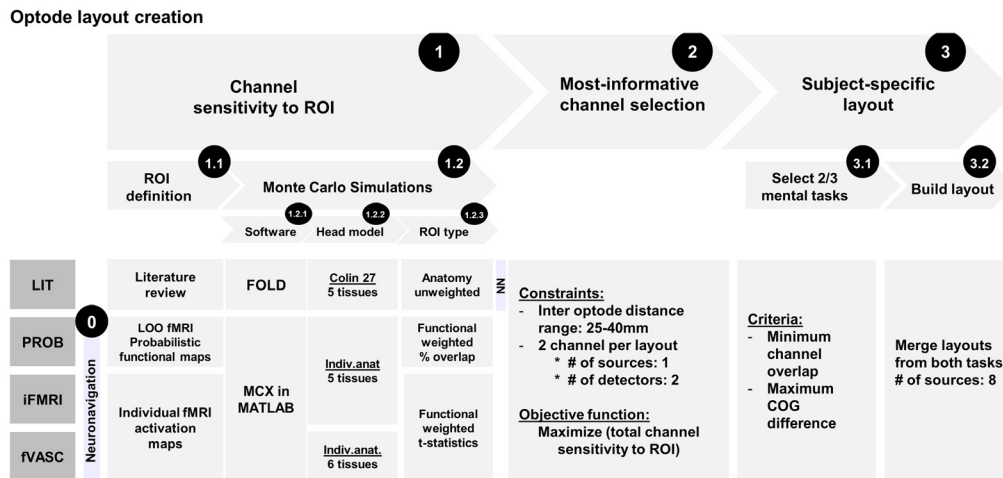 Optode layout creation
1
2
3
Channel
sensitivity to ROI
Most-informative
channel selection
Subject-specific
layout
1.1
1.2
3.1
3.2
ROI
definition
Monte Carlo Simulations
Select 2/3
mental tasks
Build layout
1.2.1
1.2.2
1.2.3
Software
Head model
ROI type
LIT
Literature
review
FOLD
Colin 27
5 tissues
Anatomy
unweighted
NN
0
Neuronavigation
PROB
LOO fMRI
Probabilistic
functional maps
Functional
weighted
% overlap
iFMRI
fVASC
Individual fMRI
activation
maps
MCX in
MATLAB
Indiv.anat
5 tissues
Indiv.anat.
6 tissues
Functional
weighted
t-statistics
Constraints:
- Inter optode distance
range: 25-40mm
- 2 channel per layout
* # of sources: 1
* # of detectors: 2
Objective function:
Maximize (total channel
sensitivity to ROI)
Criteria:
- Minimum
channel
overlap
- Maximum
COG
difference
Merge layouts
from both tasks
# of sources: 8